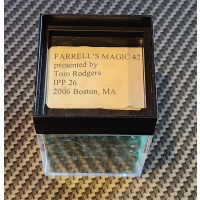 FARRELL'S MAGIC 42
presented by
Tom Rodgers
IPP 26
2006 Boston, MA